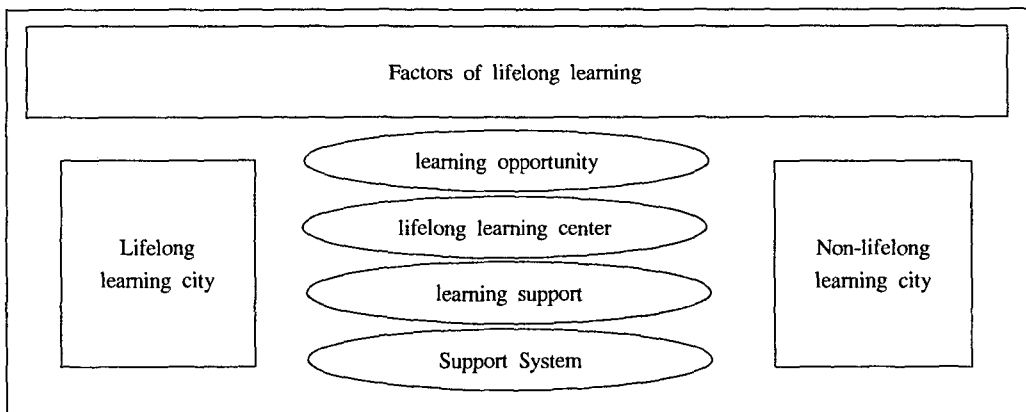 Factors of lifelong learning
learning opportunity
lifelong learning center
learning support
Support System
Lifelong
learning city
Non-lifelong
learning city